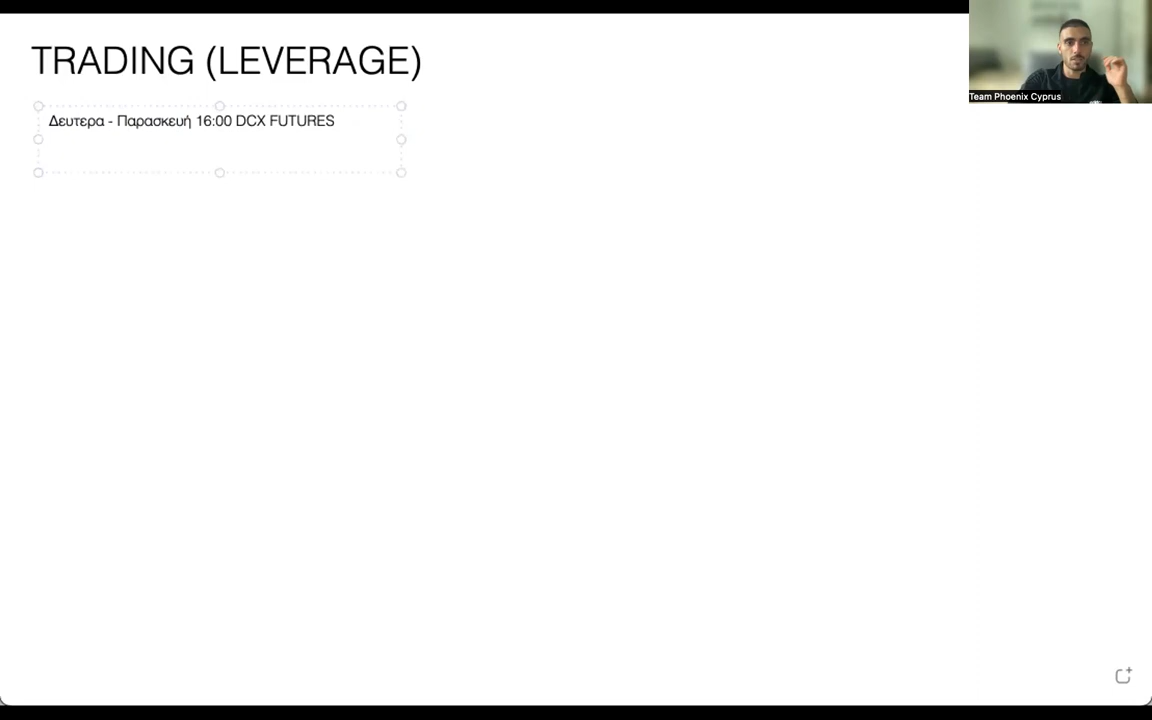 TRADING (LEVERAGE)
Δευτερα - Παρασκευή 16:00 DCX FUTURES
Team Phoenix Cyprus